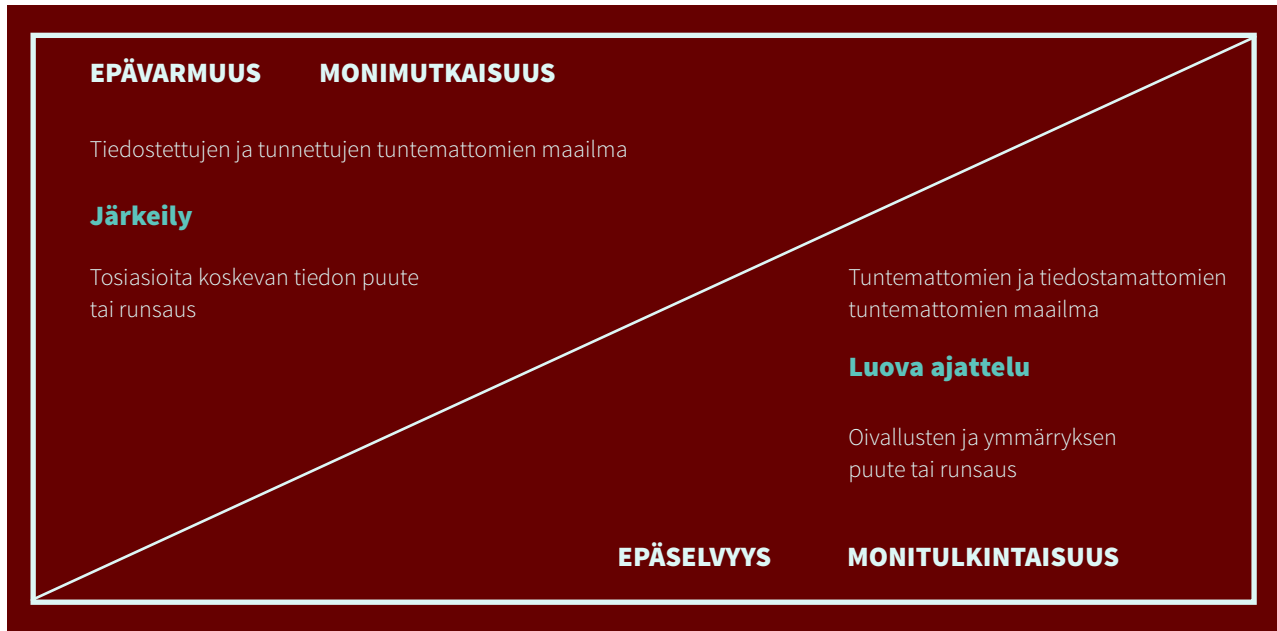 EPÄVARMUUS MONIMUTKAISUUS
Tiedostettujen ja tunnettujen tuntemattomien maailma
Järkeily
Tosiasioita koskevan tiedon puute
tai runsaus
Tuntemattomien ja tiedostamattomien
tuntemattomien maailma
Luova ajattelu
Oivallusten ja ymmärryksen
puute tai runsaus
EPÄSELVYYS MONITULKINTAISUUS